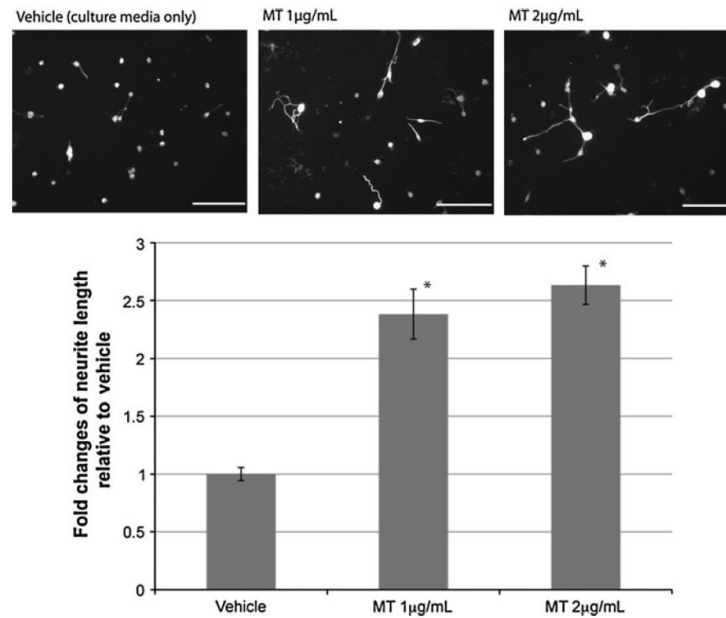 Vehicle (culture media only)
MT 1µg/mL
MT 2µg/mL
Fold changes of neurite length
relative to vehicle
3
2.5
2
1.5
1
0.5
0
*
*
Vehicle
MT 1µg/mL
MT 2µg/mL